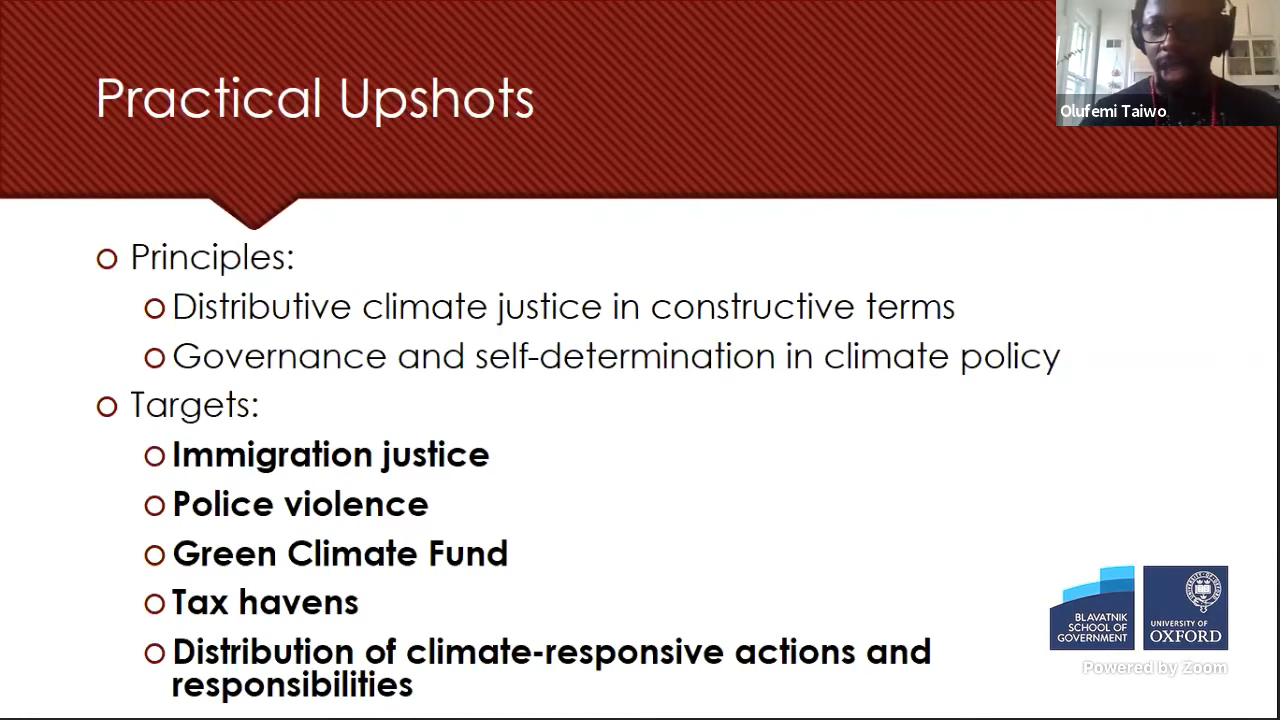 Practical Upshots
Olufemi Taiwo
Principles:
Distributive climate justice in constructive terms
Governance and self-determination in climate policy
Targets:
Immigration justice
Police violence
Green Climate Fund
Tax havens
Distribution of climate-responsive actions and
responsibilities
BLAVATNIK
SCHOOL OF
GOVERNMENT
UNIVERSITY OF
OXFORD
Powered by Zoom